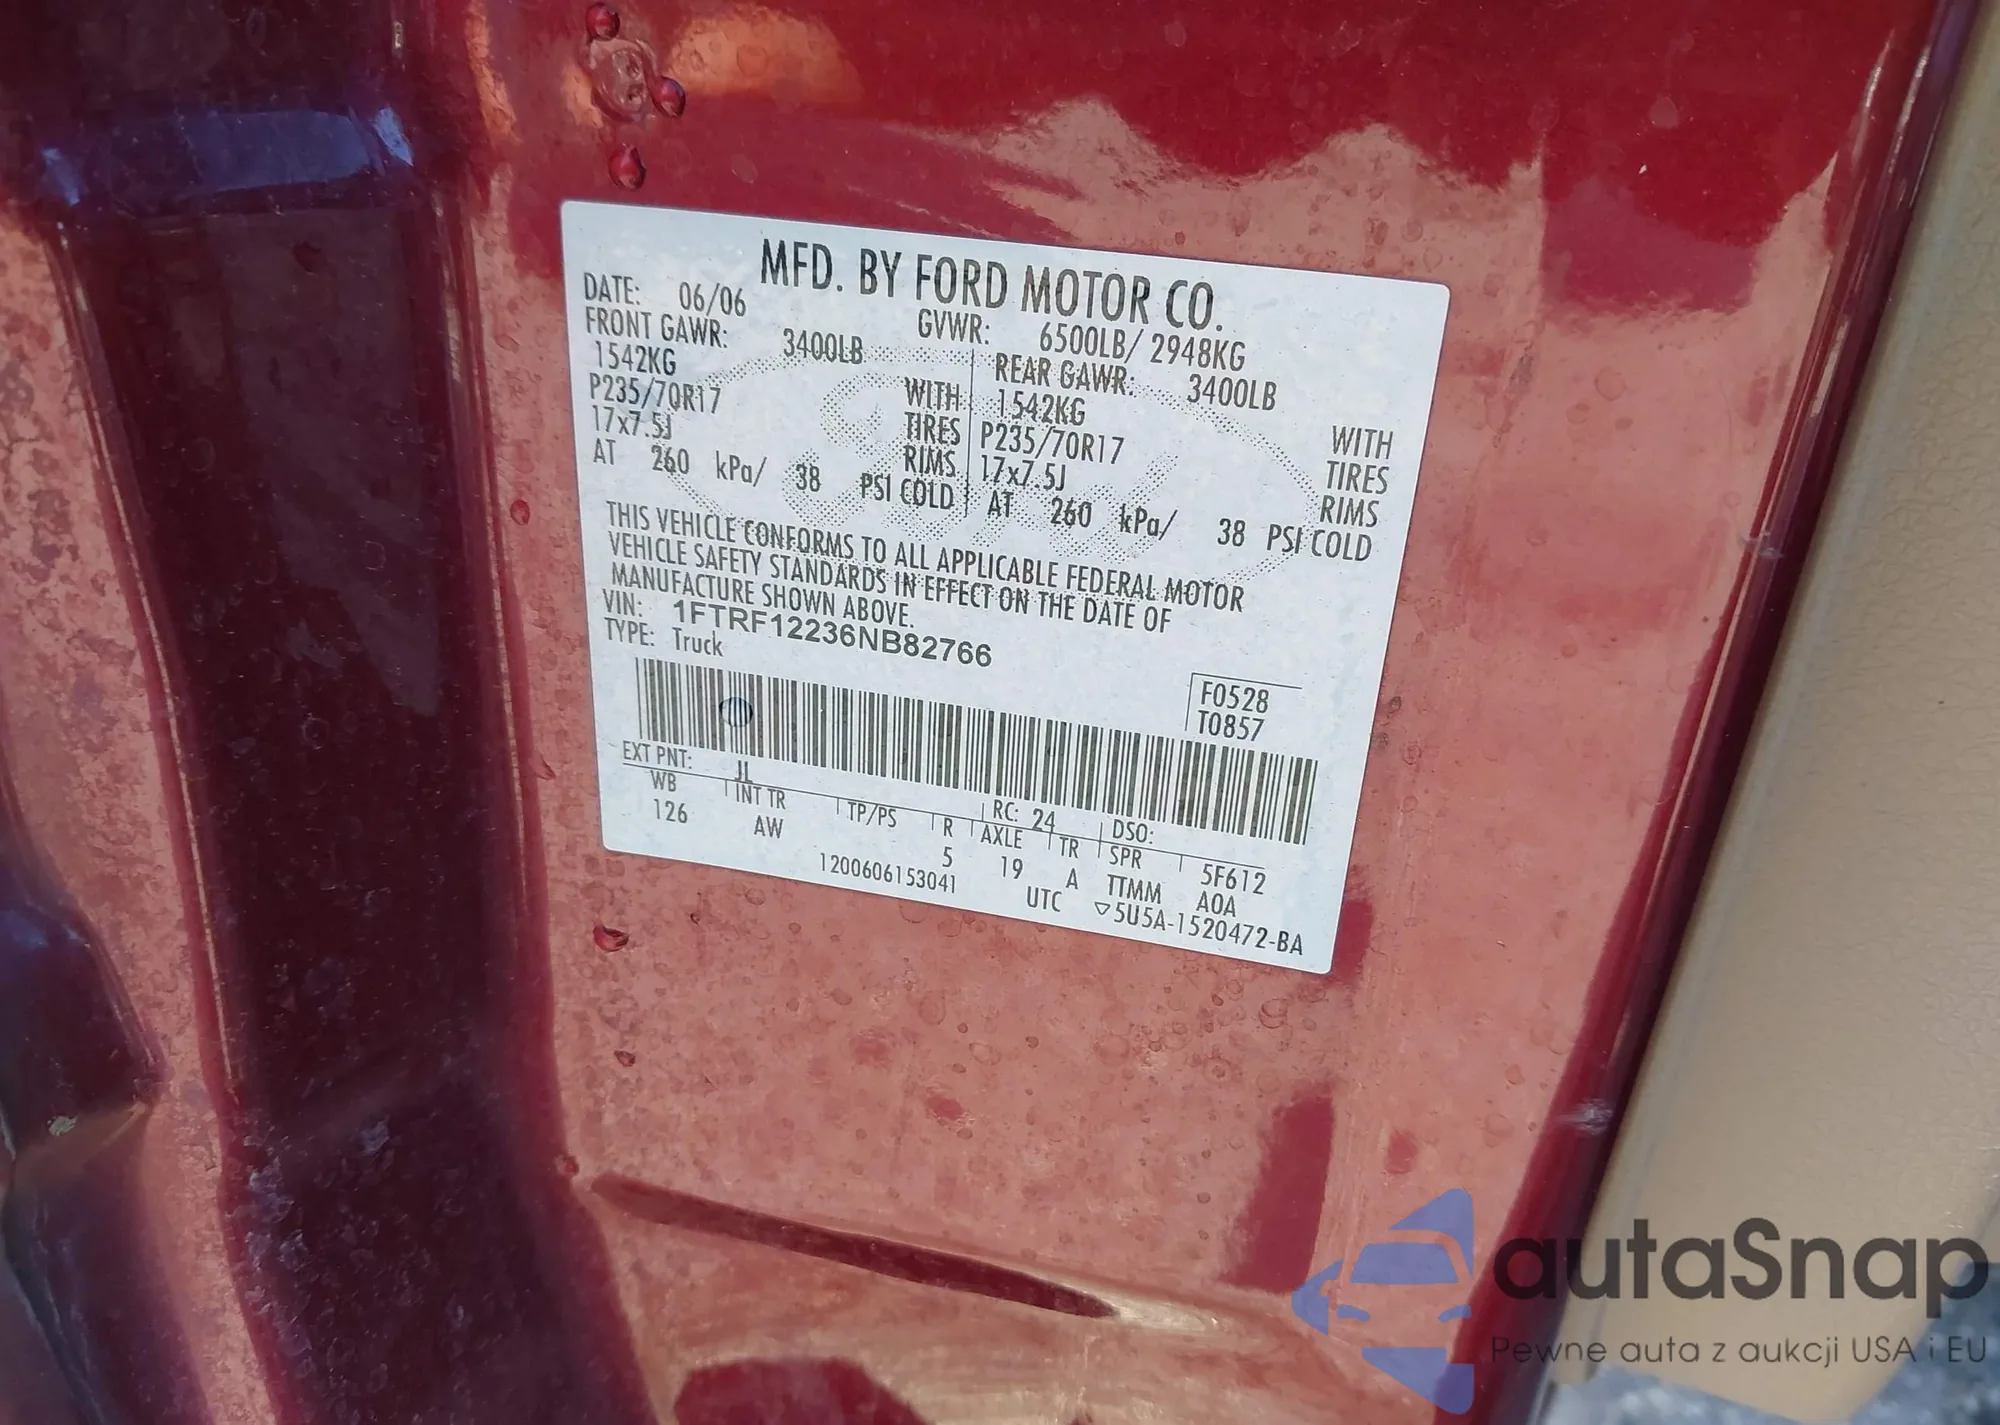 MFD. BY FORD MOTOR CO.
DATE: 06/06 GVWR: 6500LB/ 2948KG
FRONT GAWR: 3400LB REAR GAWR: 3400LB
1542KG WITH 1542KG WITH
P235/70R17 TIRES P235/70R17 TIRES
17x7.5J RIMS 17x7.5J RIMS
AT 260 kPa/ 38 PSI COLD AT 260 kPa/ 38 PSI COLD
THIS VEHICLE CONFORMS TO ALL APPLICABLE FEDERAL MOTOR
VEHICLE SAFETY STANDARDS IN EFFECT ON THE DATE OF
MANUFACTURE SHOWN ABOVE.
VIN: 1FTRF12236NB82766
TYPE: Truck
F0528
T0857
EXT PNT: JL RC: 24 DSO:
WB INT TR TP/PS R AXLE TR SPR 5F612
126 AW 5 19 A TTMM A0A
1200606153041 UTC ▽5U5A-1520472-BA
autaSnap
Pewne auta z aukcji USA i EU